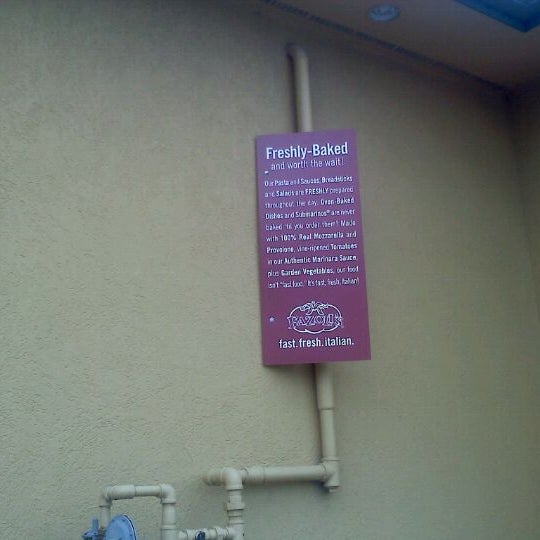 Freshly-Baked
and worth the wait!
Our Pasta and Sauces, Breadsticks
and Salads are FRESHLY prepared
throughout the day. Oven-Baked
Dishes and Submarinos® are never
baked 'til you order them! Made
with 100% Real Mozzarella and
Provolone, vine-ripened Tomatoes
in our Authentic Marinara Sauce,
plus Garden Vegetables, our food
isn't "fast food." It's fast, fresh, Italian!
FAZOLI'S
fast.fresh.italian.